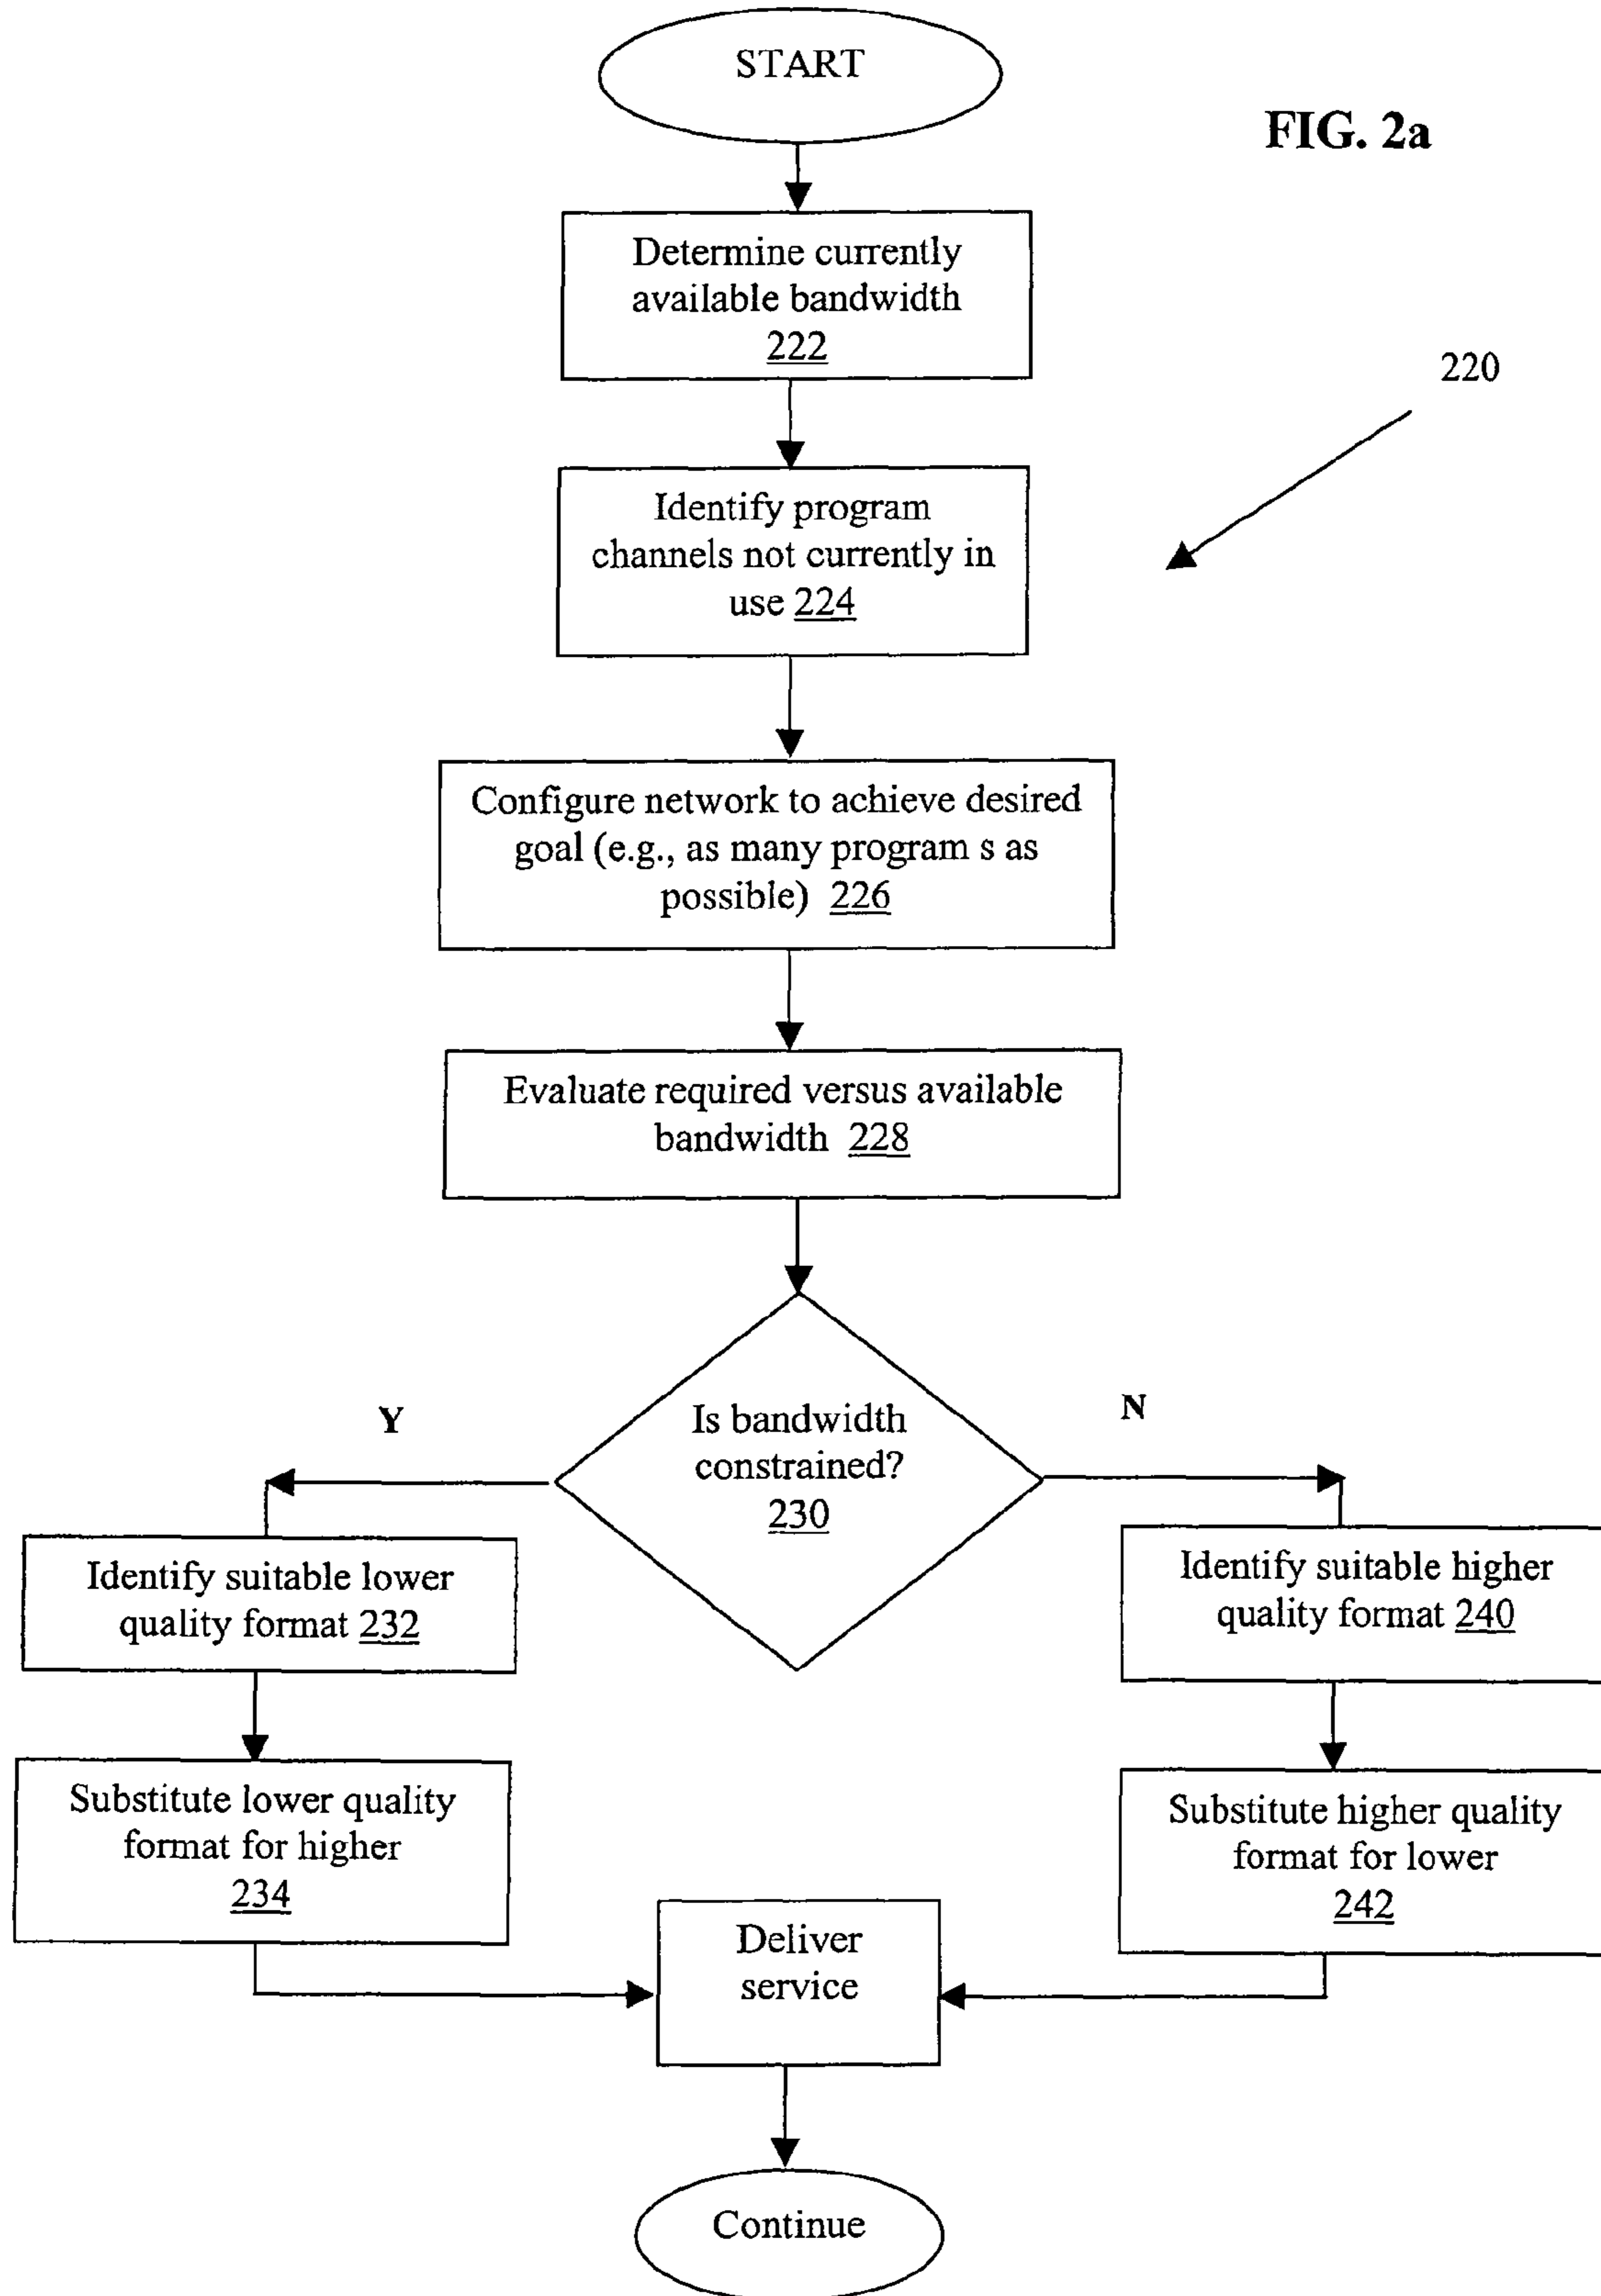 START
FIG. 2a
Determine currently
available bandwidth
222
220
Identify program
channels not currently in
use 224
Configure network to achieve desired
goal (e.g., as many program s as
possible) 226
Evaluate required versus available
bandwidth 228
Y
N
Is bandwidth
constrained?
230
Identify suitable lower
quality format 232
Identify suitable higher
quality format 240
Substitute lower quality
format for higher
234
Substitute higher quality
format for lower
242
Deliver
service
Continue